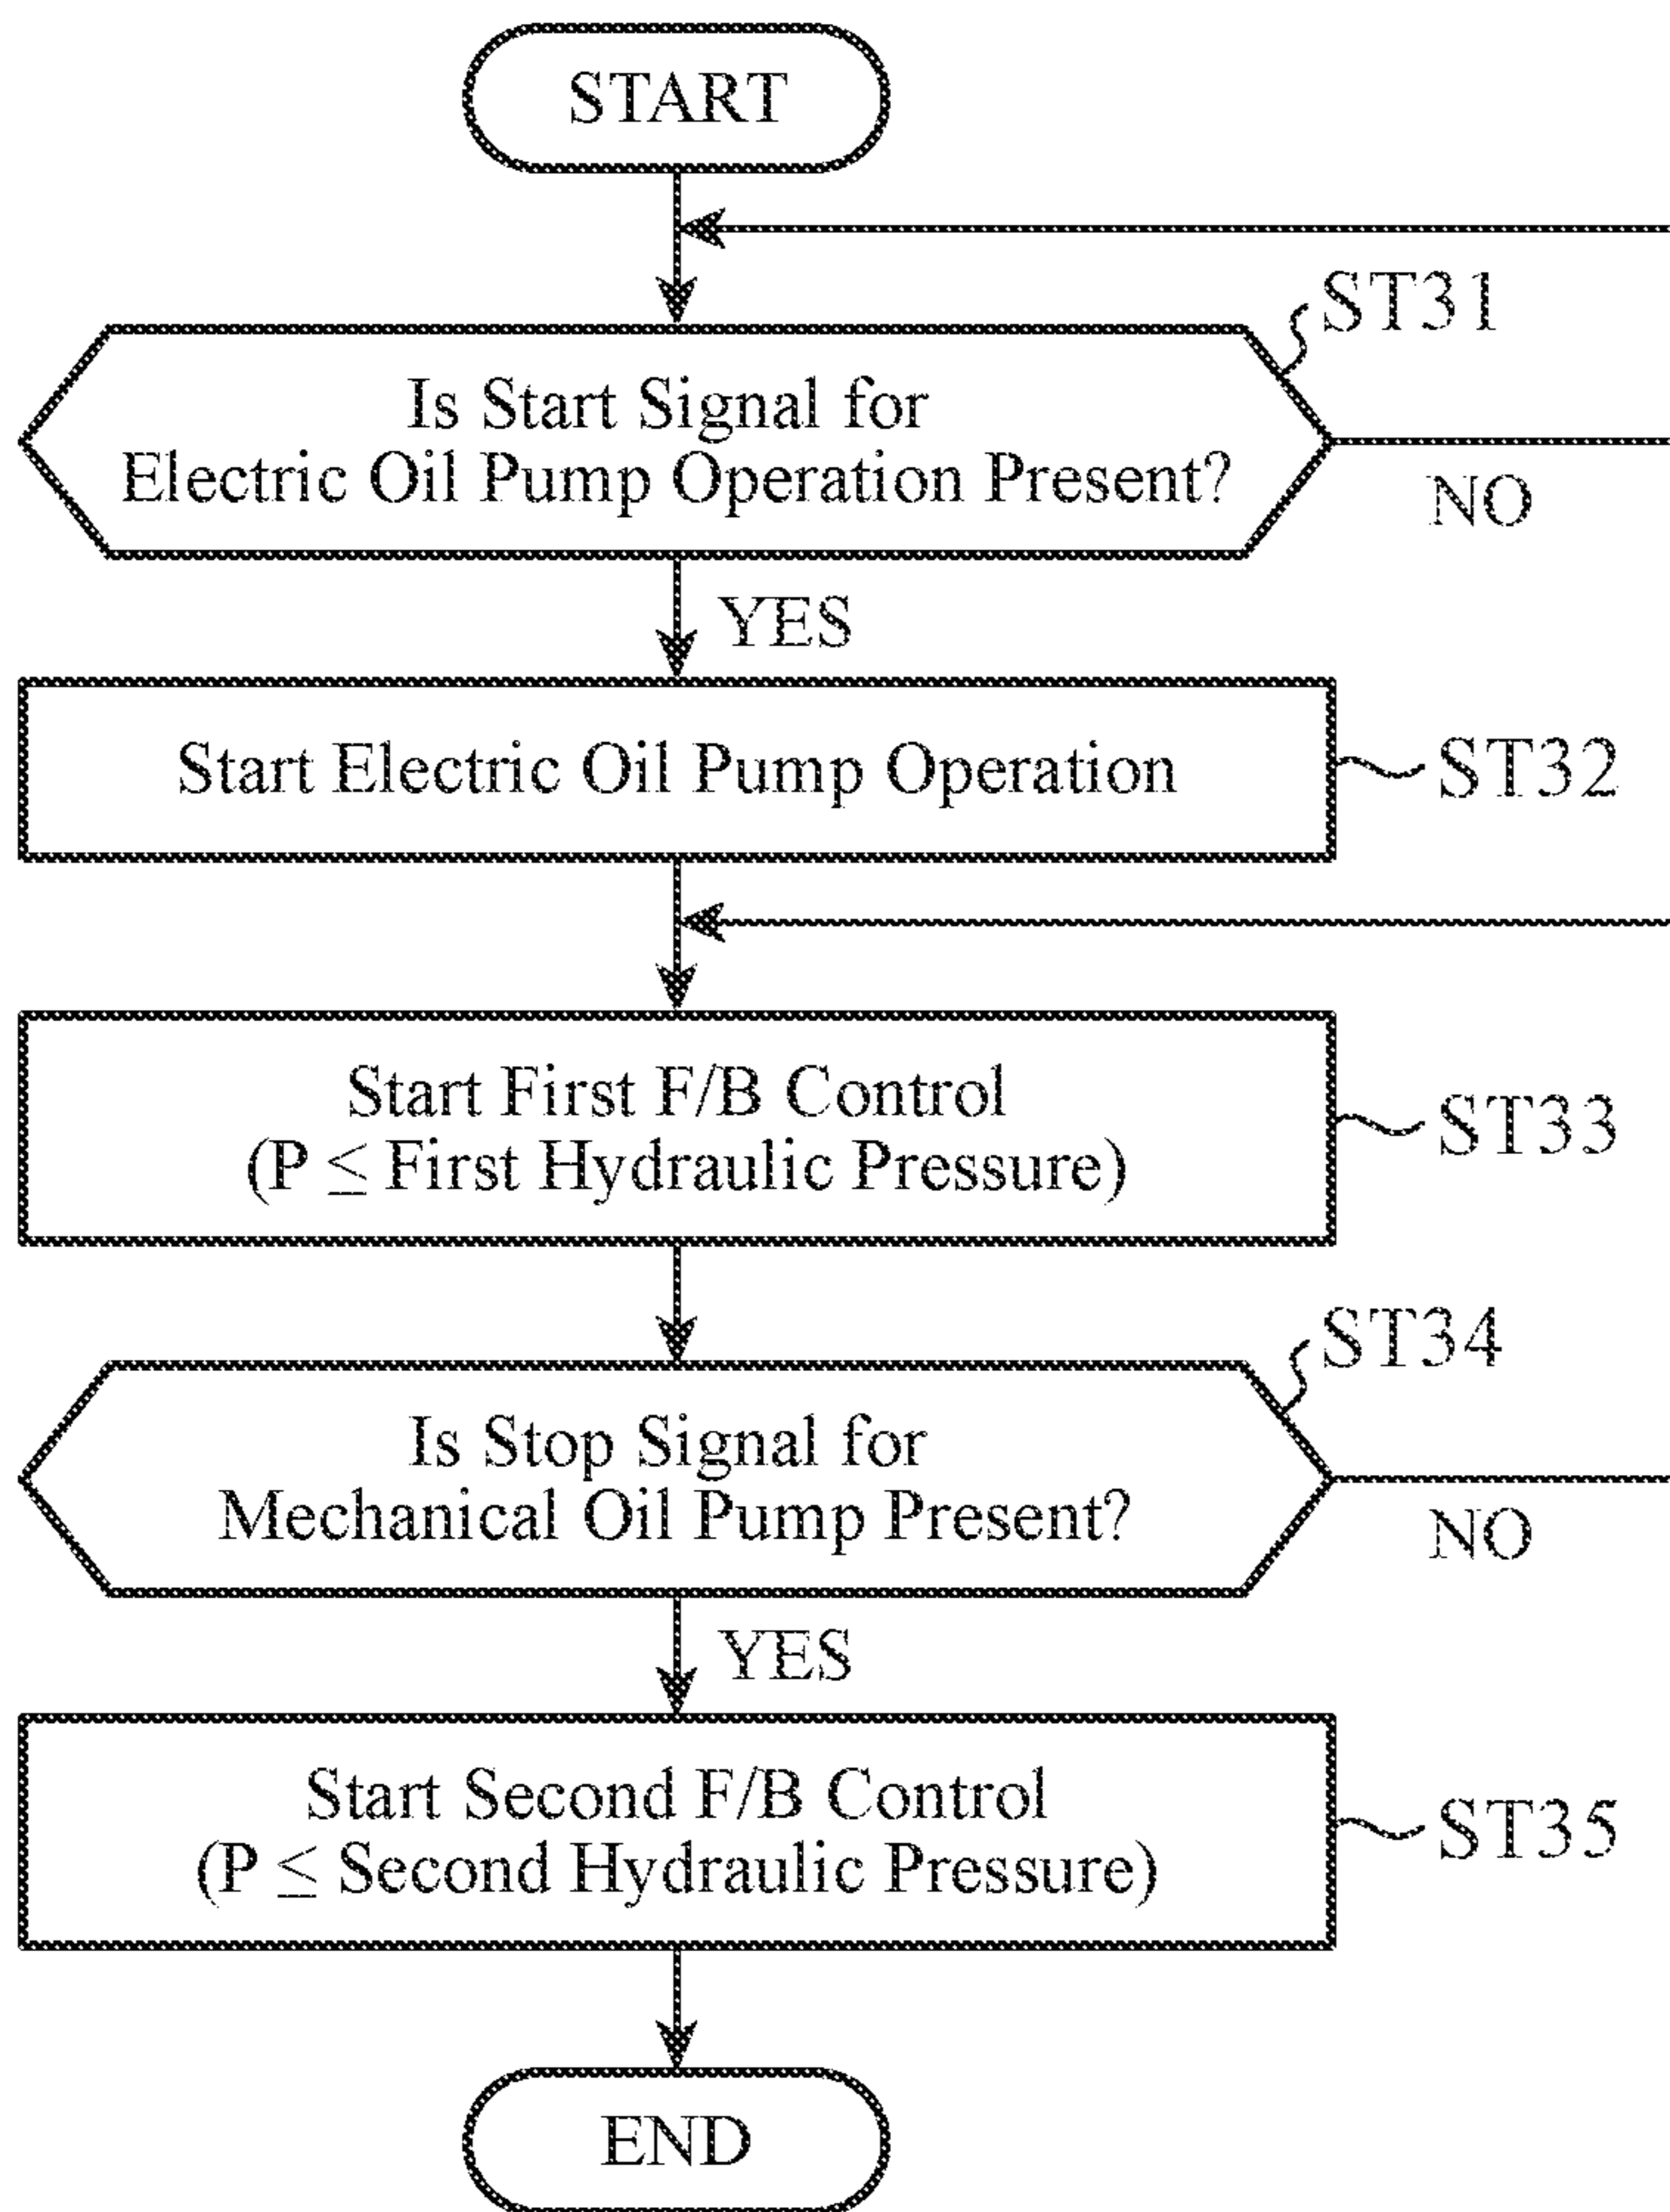 START
ST31
Is Start Signal for
Electric Oil Pump Operation Present?
NO
YES
Start Electric Oil Pump Operation
ST32
Start First F/B Control
(P ≤ First Hydraulic Pressure)
ST33
ST34
Is Stop Signal for
Mechanical Oil Pump Present?
NO
YES
Start Second F/B Control
(P ≤ Second Hydraulic Pressure)
ST35
END